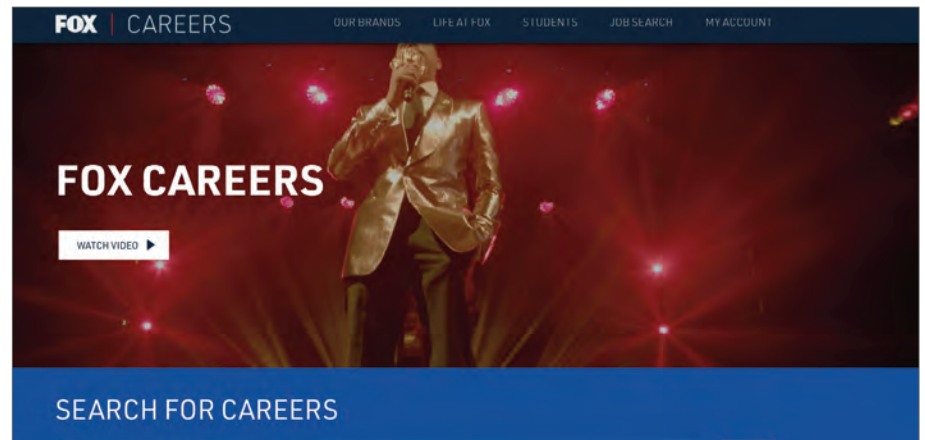 FOX | CAREERS
OUR BRANDS LIFE AT FOX STUDENTS JOB SEARCH MY ACCOUNT
FOX CAREERS
WATCH VIDEO
SEARCH FOR CAREERS